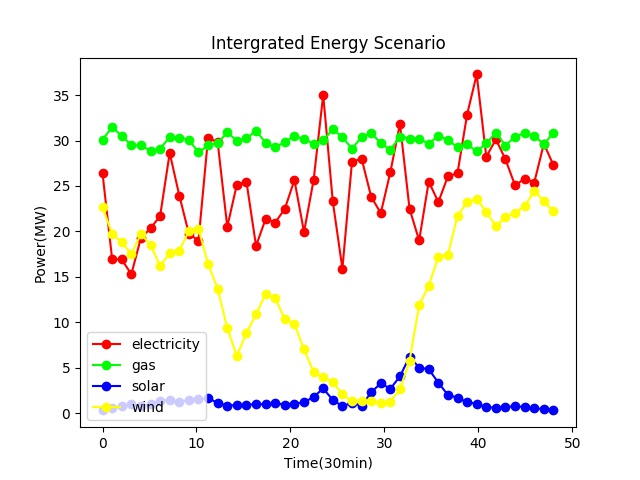 Intergrated Energy Scenario
Power(MW)
35
30
25
20
15
10
5
0
electricity
gas
solar
wind
0 10 20 30 40 50
Time(30min)